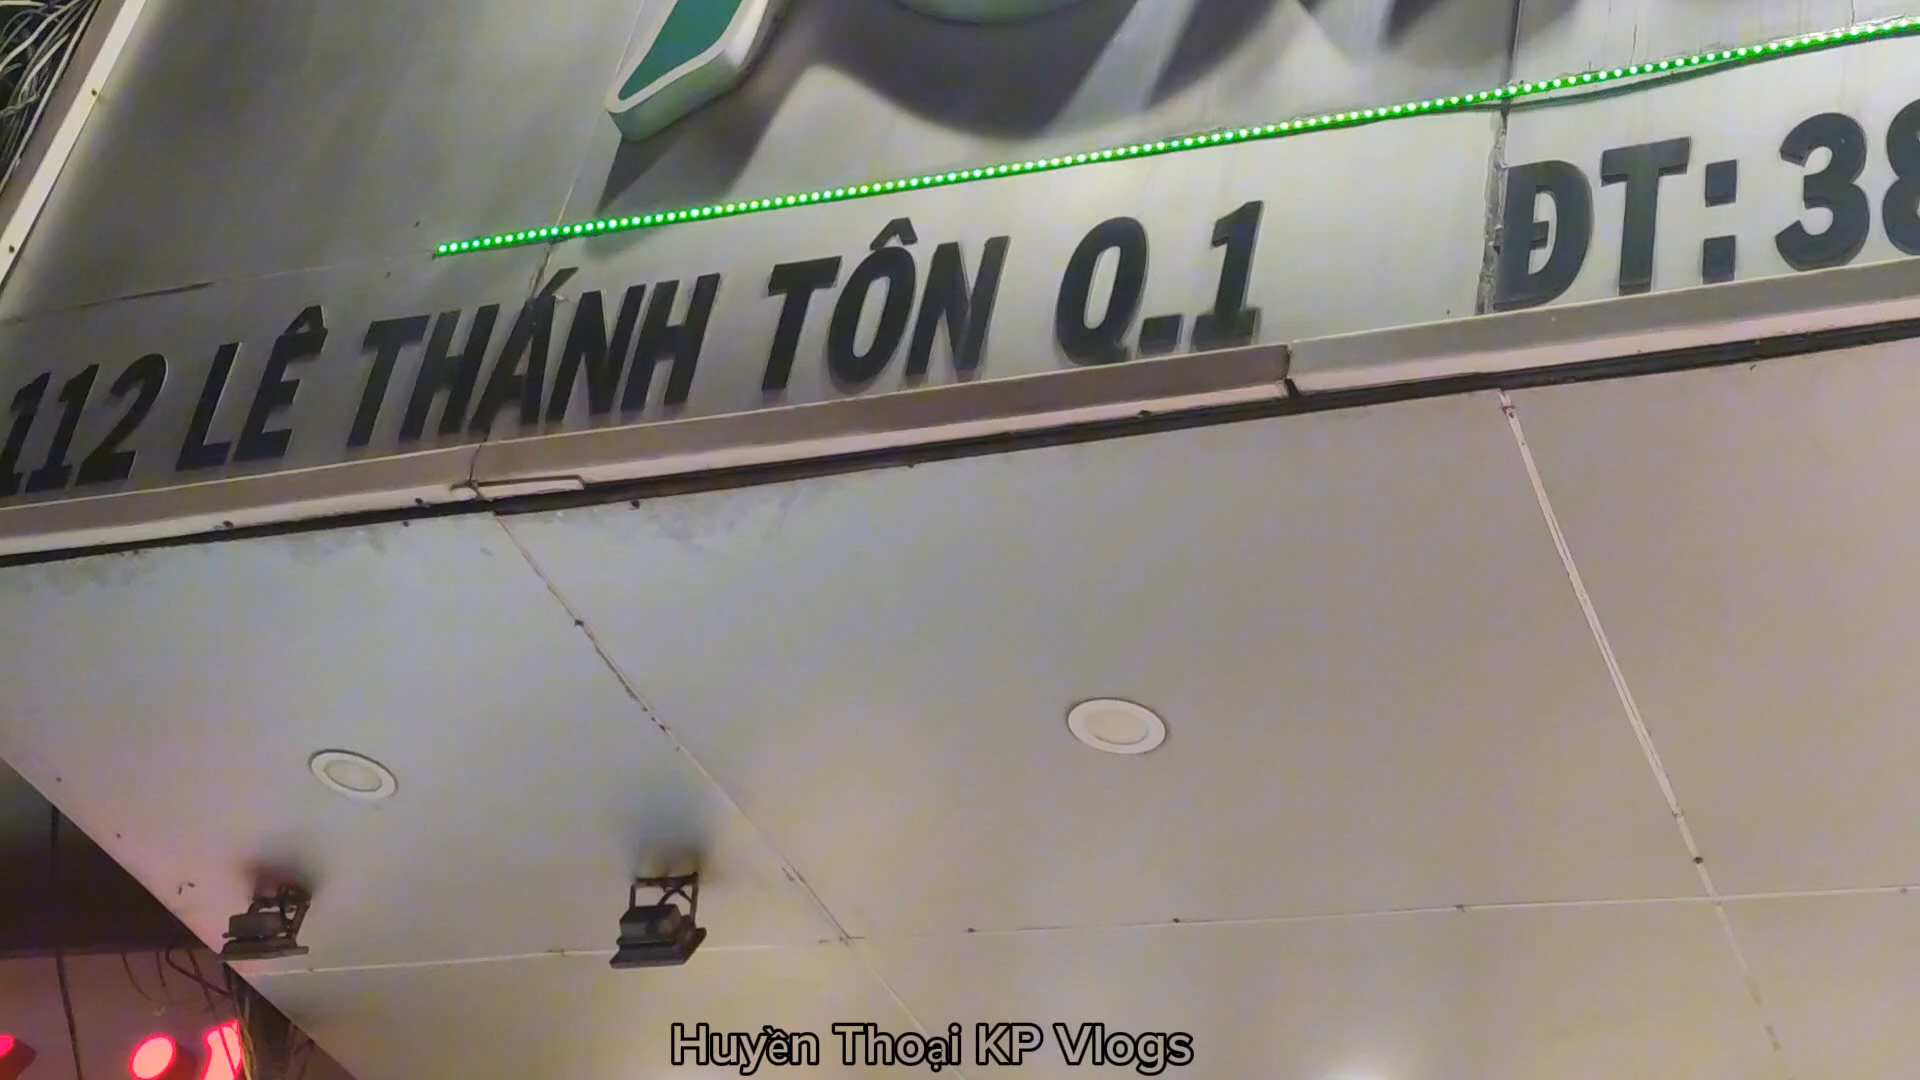 112 LÊ THÁNH TÔN Q.1
ĐT: 38
Huyền Thoại KP Vlogs